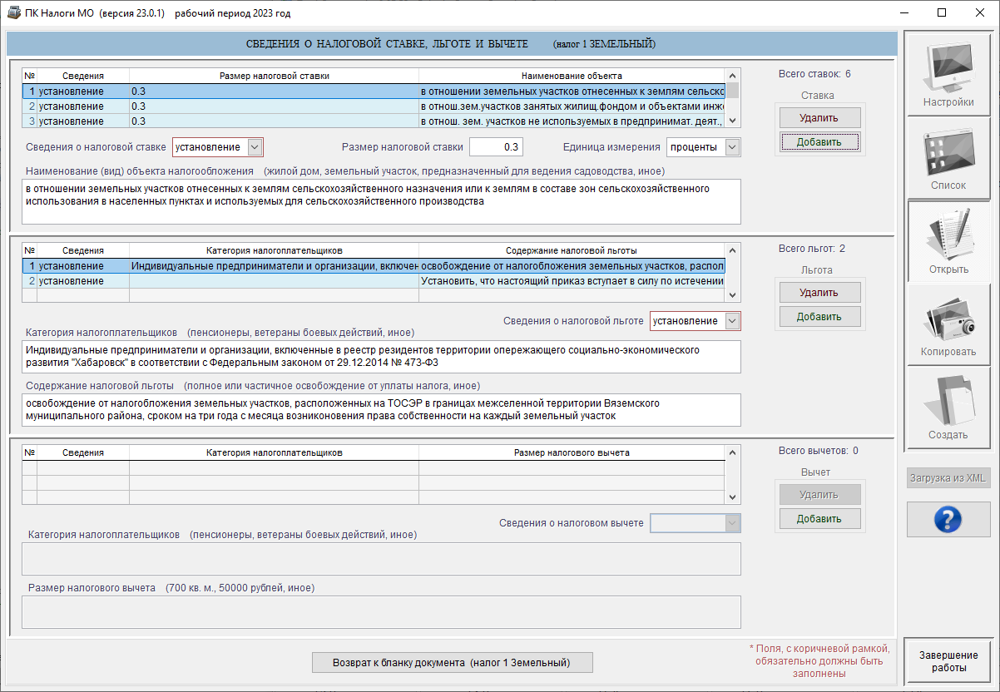 ПК Налоги МО (версия 23.0.1) рабочий период 2023 год
СВЕДЕНИЯ О НАЛОГОВОЙ СТАВКЕ, ЛЬГОТЕ И ВЫЧЕТЕ (налог 1 ЗЕМЕЛЬНЫЙ)
№ Сведения Размер налоговой ставки Наименование объекта
1 установление 0.3 в отношении земельных участков отнесенных к землям сельско
2 установление 0.3 в отнош.зем.участков занятых жилищ.фондом и объектами инж
3 установление 0.3 в отнош. зем. участков не используемых в предпринимат. деят.,
Всего ставок: 6
Ставка
Удалить
Добавить
Сведения о налоговой ставке установление Размер налоговой ставки 0.3 Единица измерения проценты
Наименование (вид) объекта налогообложения (жилой дом, земельный участок, предназначенный для ведения садоводства, иное)
в отношении земельных участков отнесенных к землям сельскохозяйственного назначения или к землям в составе зон сельскохозяйственного
использования в населенных пунктах и используемых для сельскохозяйственного производства
№ Сведения Категория налогоплательщиков Содержание налоговой льготы
1 установление Индивидуальные предприниматели и организации, включен освобождение от налогобложения земельных участков, распол
2 установление Установить, что настоящий приказ вступает в силу по истечении
Всего льгот: 2
Льгота
Удалить
Добавить
Сведения о налоговой льготе установление
Категория налогоплательщиков (пенсионеры, ветераны боевых действий, иное)
Индивидуальные предприниматели и организации, включенные в реестр резидентов территории опережающего социально-экономического
развития "Хабаровск" в соответствии с Федеральным законом от 29.12.2014 № 473-ФЗ
Содержание налоговой льготы (полное или частичное освобождение от уплаты налога, иное)
освобождение от налогобложения земельных участков, расположенных на ТОСЭР в границах межселенной территории Вяземского
муниципального района, сроком на три года с месяца возниконовения права собственности на каждый земельный участок
№ Сведения Категория налогоплательщиков Размер налогового вычета
Всего вычетов: 0
Вычет
Удалить
Добавить
Сведения о налоговом вычете
Категория налогоплательщиков (пенсионеры, ветераны боевых действий, иное)
Размер налогового вычета (700 кв. м., 50000 рублей, иное)
Возврат к бланку документа (налог 1 Земельный)
* Поля, с коричневой рамкой,
обязательно должны быть
заполнены
Настройки
Список
Открыть
Копировать
Создать
Загрузка из XML
?
Завершение
работы